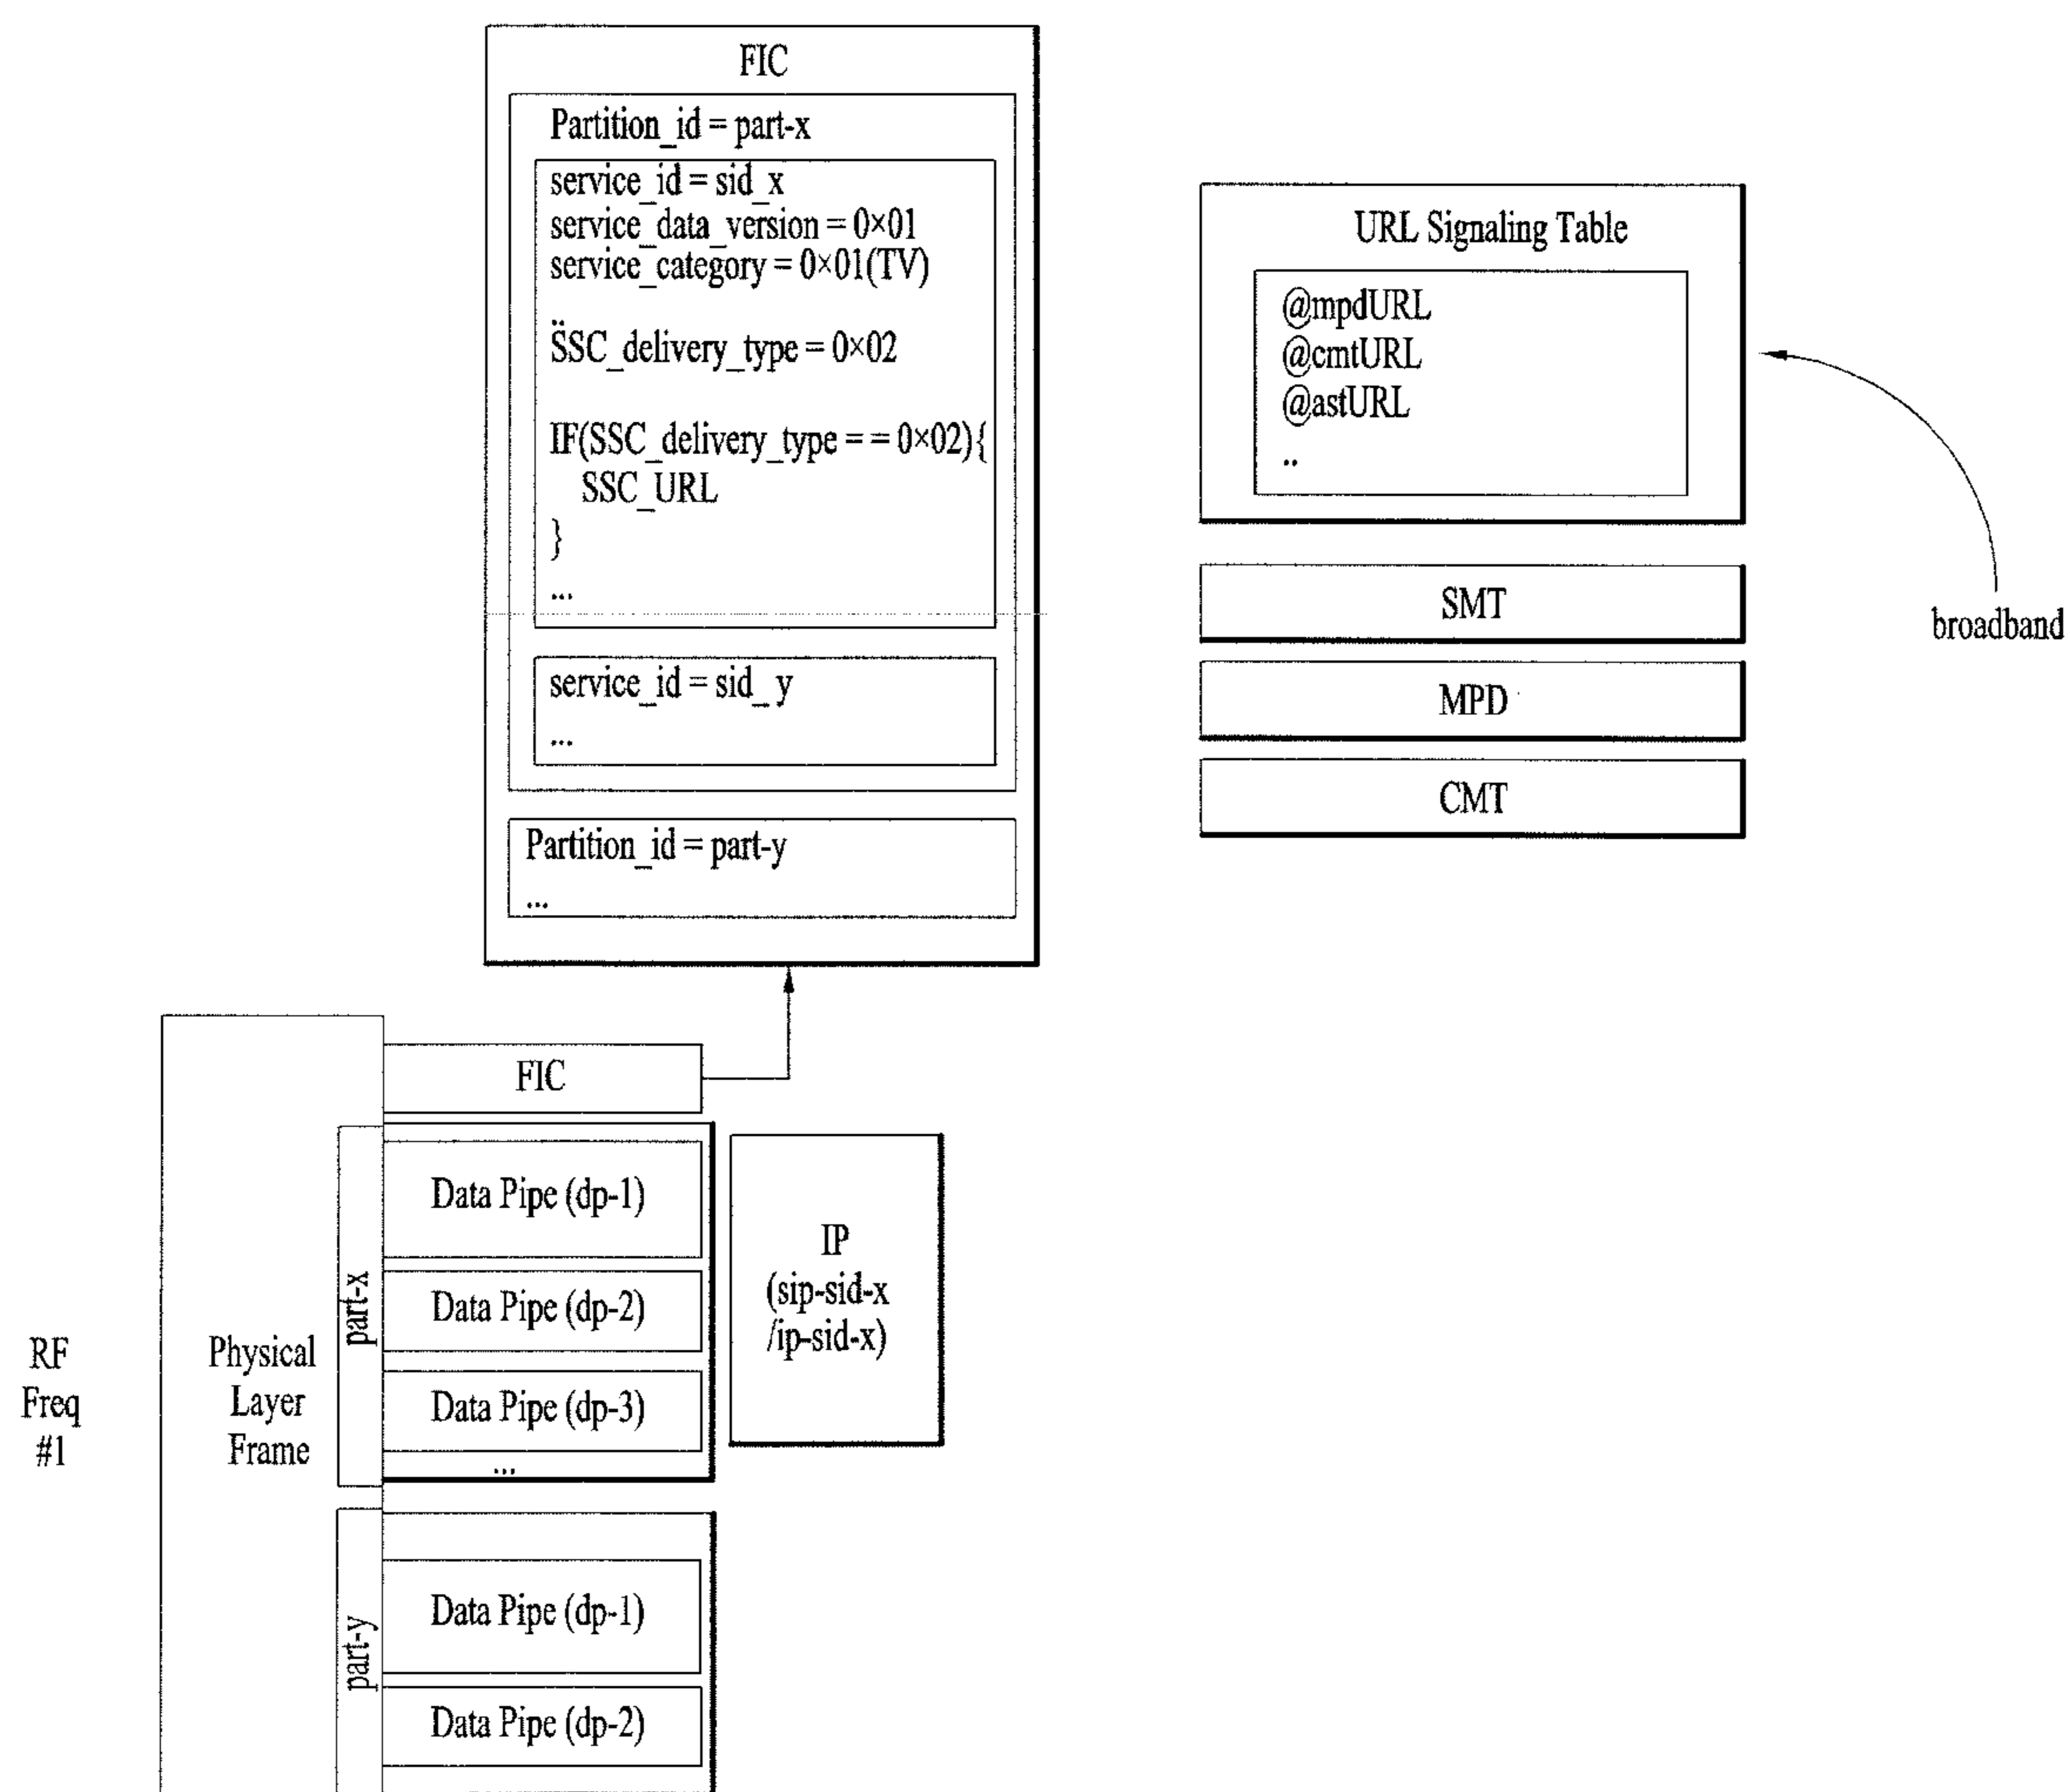 FIC
Partition_id = part-x
service_id = sid_x
service_data_version = 0×01
service_category = 0×01(TV)
..
SSC_delivery_type = 0×02
IF(SSC_delivery_type = = 0×02){
SSC_URL
}
...
service_id = sid_y
...
Partition_id = part-y
...
URL Signaling Table
@mpdURL
@cmtURL
@astURL
..
SMT
MPD
CMT
broadband
RF
Freq
#1
Physical
Layer
Frame
FIC
part-x
Data Pipe (dp-1)
Data Pipe (dp-2)
Data Pipe (dp-3)
...
IP
(sip-sid-x
/ip-sid-x)
part-y
Data Pipe (dp-1)
Data Pipe (dp-2)